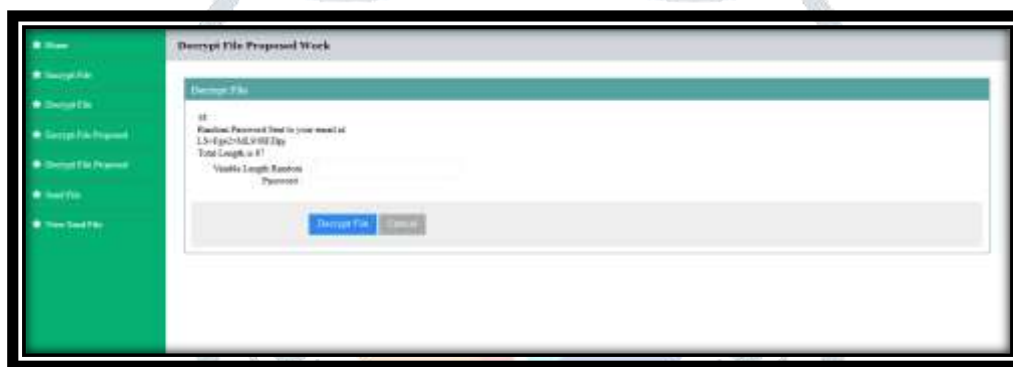 Home
Encrypt File
Decrypt File
Encrypt File Proposed
Decrypt File Proposed
Send File
View Send File
Decrypt File Proposed Work
Decrypt File
Random Password Sent to your email id
Total Length is
Variable Length Random
Password
Decrypt File
Cancel